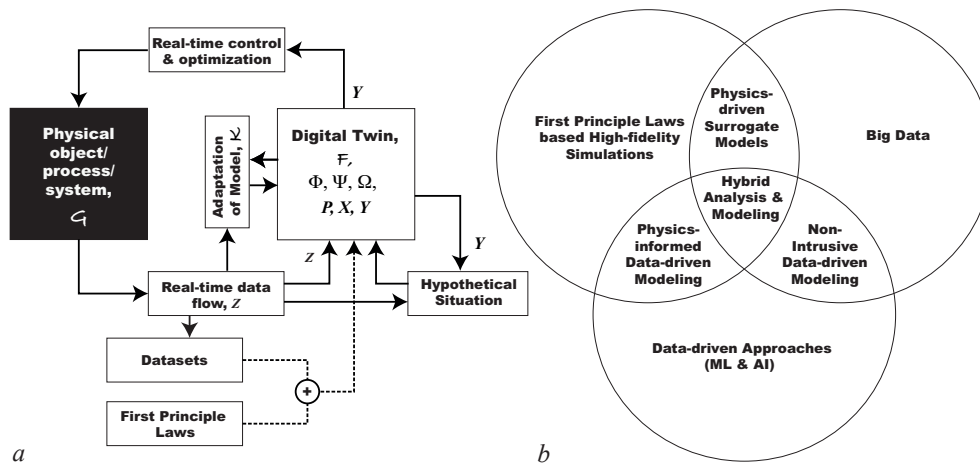 Real-time control
& optimization
Y
Physical
object/
process/
system,
G
Adaptation
of Model, K
Digital Twin,
F,
Φ, Ψ, Ω,
P, X, Y
Z
Y
Real-time data
flow, Z
Hypothetical
Situation
Datasets
+
First Principle
Laws
a
First Principle Laws
based High-fidelity
Simulations
Physics-
driven
Surrogate
Models
Big Data
Hybrid
Analysis &
Modeling
Physics-
informed
Data-driven
Modeling
Non-
Intrusive
Data-driven
Modeling
Data-driven Approaches
(ML & AI)
b